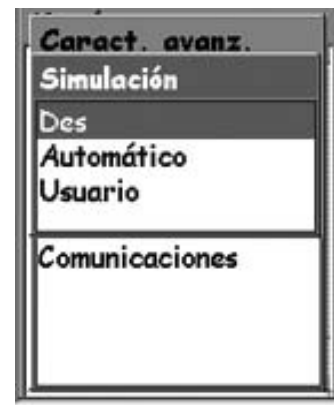 Caract. avanz.
Simulación
Des
Automático
Usuario
Comunicaciones